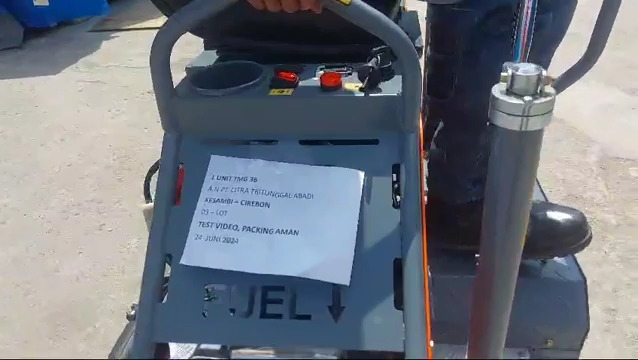 1 UNIT TMG 36
A.N PT. CITRA TRITUNGGAL ABADI
KESAMBI – CIREBON
03 – LOT
TEST VIDEO, PACKING AMAN
24 JUNI 2024
FUEL